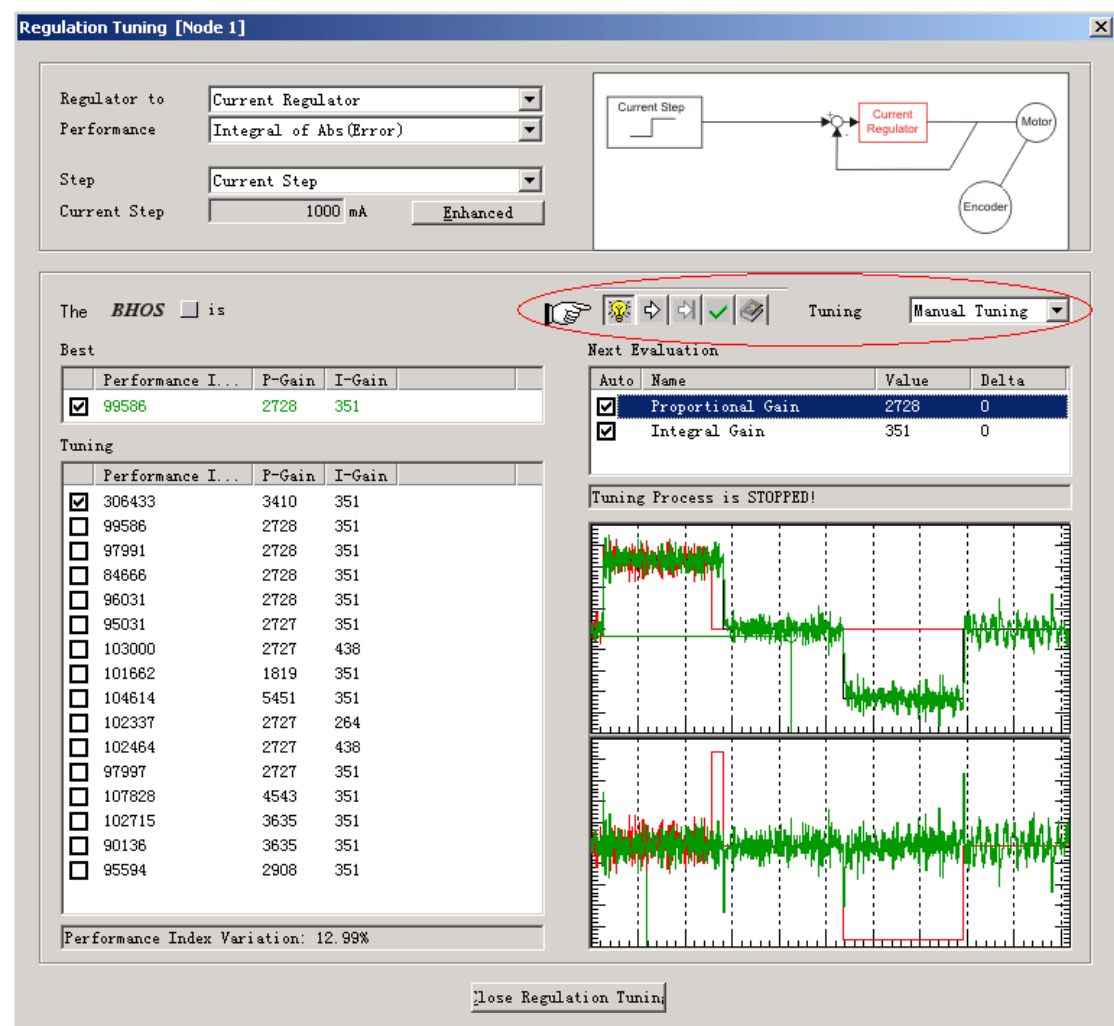 Regulation Tuning [Node 1]
Regulator to Current Regulator
Performance Integral of Abs(Error)
Step Current Step
Current Step 1000 mA Enhanced
Current Step
+
-
Current
Regulator
Motor
Encoder
The BHOS is
Tuning Manual Tuning
Best
Performance I... P-Gain I-Gain
99586 2728 351
Tuning
Performance I... P-Gain I-Gain
306433 3410 351
99586 2728 351
97991 2728 351
84666 2728 351
96031 2728 351
95031 2727 351
103000 2727 438
101662 1819 351
104614 5451 351
102337 2727 264
102464 2727 438
97997 2727 351
107828 4543 351
102715 3635 351
90136 3635 351
95594 2908 351
Performance Index Variation: 12.99%
Next Evaluation
Auto Name Value Delta
Proportional Gain 2728 0
Integral Gain 351 0
Tuning Process is STOPPED!
lose Regulation Tunin